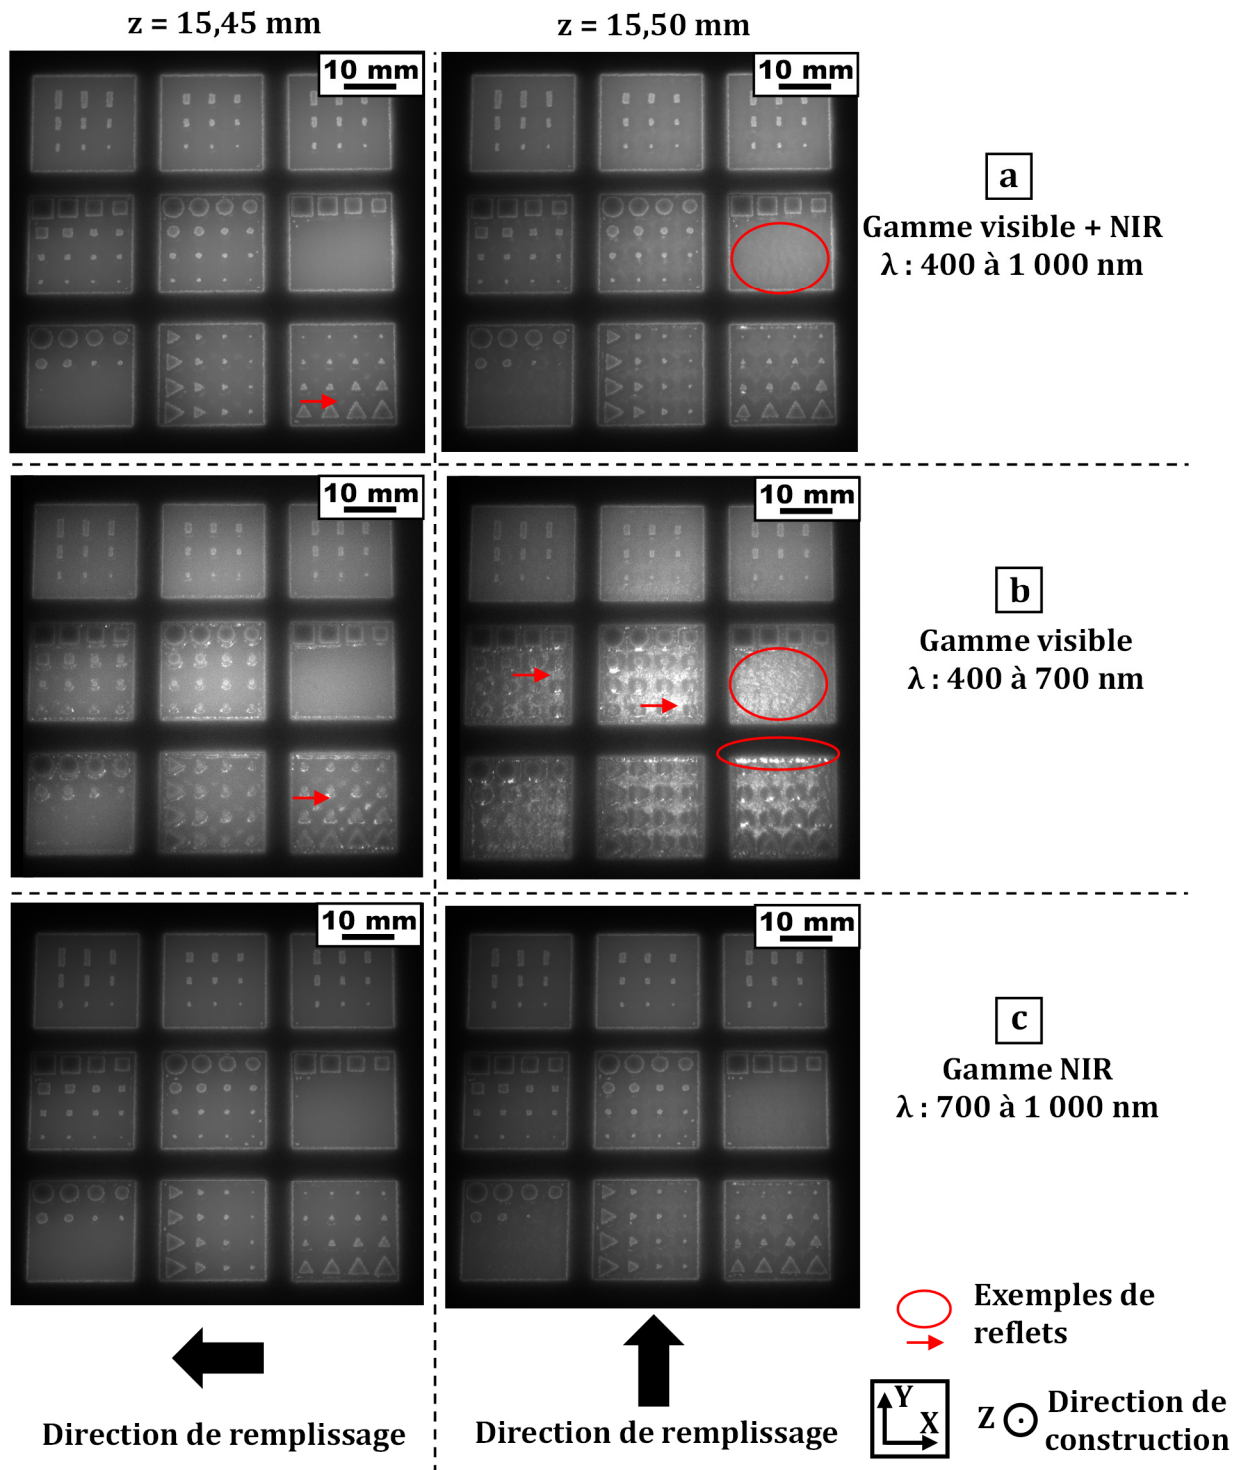 z = 15,45 mm
z = 15,50 mm
10 mm
10 mm
a
Gamme visible + NIR
λ : 400 à 1 000 nm
10 mm
10 mm
b
Gamme visible
λ : 400 à 700 nm
10 mm
10 mm
c
Gamme NIR
λ : 700 à 1 000 nm
Exemples de
reflets
Direction de remplissage
Direction de remplissage
Y
X
Z
Direction de
construction